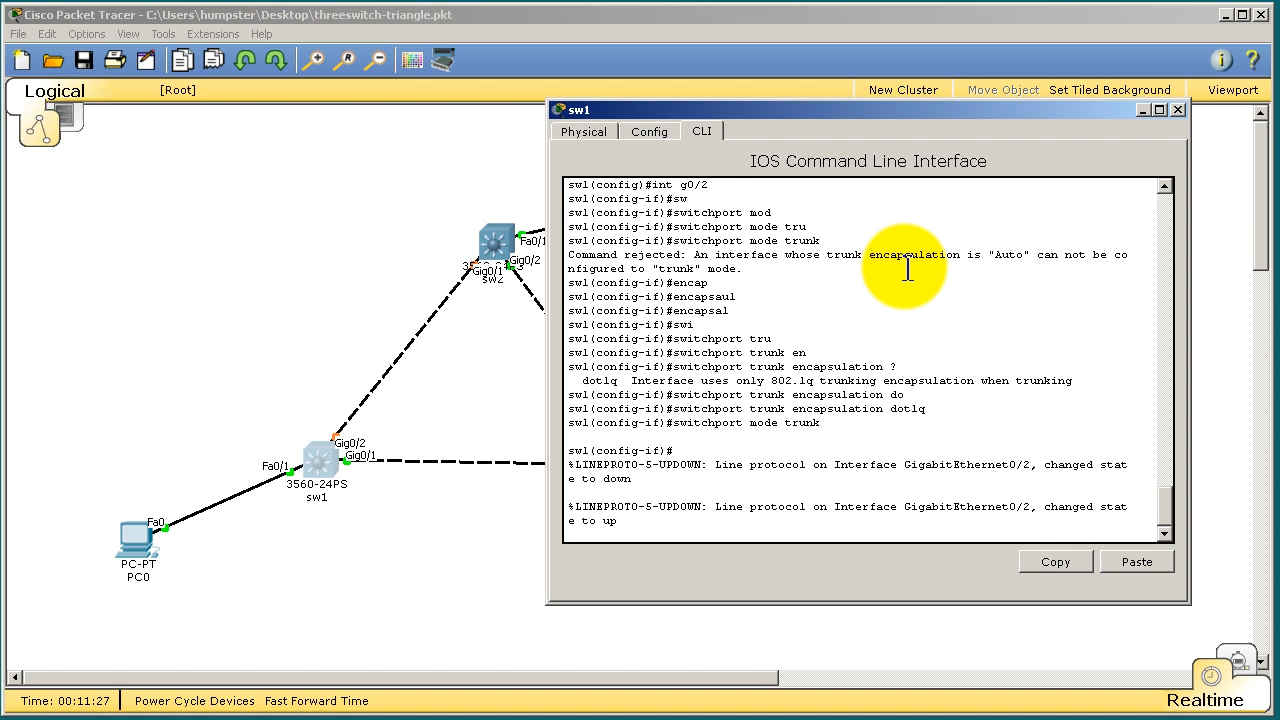 Cisco Packet Tracer - C:\Users\humpster\Desktop\threeswitch-triangle.pkt
File Edit Options View Tools Extensions Help
Logical [Root] New Cluster Move Object Set Tiled Background Viewport
sw1
Physical Config CLI
IOS Command Line Interface
sw1(config)#int g0/2
sw1(config-if)#sw
sw1(config-if)#switchport mod
sw1(config-if)#switchport mode tru
sw1(config-if)#switchport mode trunk
Command rejected: An interface whose trunk encapsulation is "Auto" can not be co
nfigured to "trunk" mode.
sw1(config-if)#encap
sw1(config-if)#encapsaul
sw1(config-if)#encapsal
sw1(config-if)#swi
sw1(config-if)#switchport tru
sw1(config-if)#switchport trunk en
sw1(config-if)#switchport trunk encapsulation ?
dot1q Interface uses only 802.1q trunking encapsulation when trunking
sw1(config-if)#switchport trunk encapsulation do
sw1(config-if)#switchport trunk encapsulation dot1q
sw1(config-if)#switchport mode trunk
sw1(config-if)#
%LINEPROTO-5-UPDOWN: Line protocol on Interface GigabitEthernet0/2, changed stat
e to down
%LINEPROTO-5-UPDOWN: Line protocol on Interface GigabitEthernet0/2, changed stat
e to up
Copy Paste
Fa0/1
Gig0/2
Gig0/1
sw2
Gig0/2
Gig0/1
Fa0/1
3560-24PS
sw1
Fa0
PC-PT
PC0
Time: 00:11:27 Power Cycle Devices Fast Forward Time Realtime